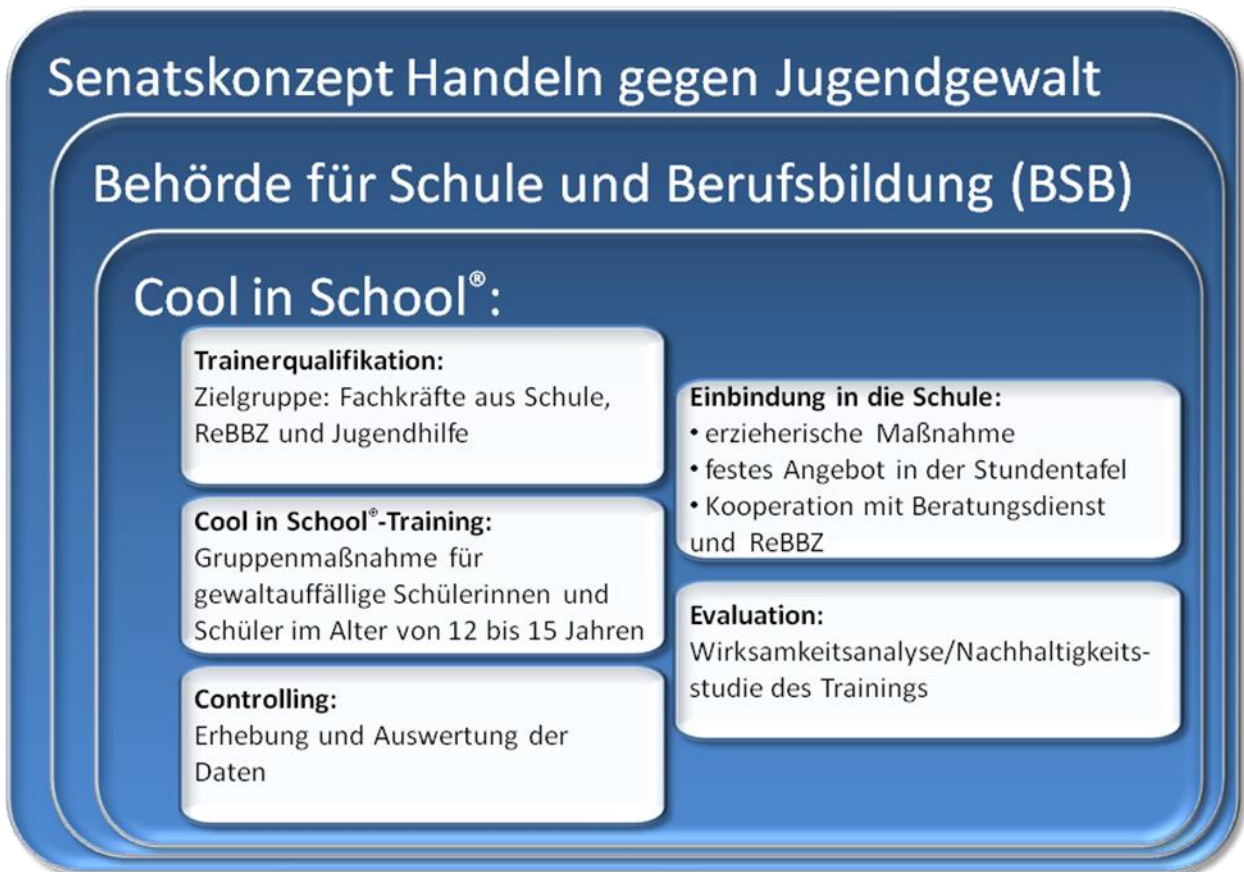 Senatskonzept Handeln gegen Jugendgewalt
Behörde für Schule und Berufsbildung (BSB)
Cool in School®:
Trainerqualifikation:
Zielgruppe: Fachkräfte aus Schule,
ReBBZ und Jugendhilfe
Cool in School®-Training:
Gruppenmaßnahme für
gewaltauffällige Schülerinnen und
Schüler im Alter von 12 bis 15 Jahren
Controlling:
Erhebung und Auswertung der
Daten
Einbindung in die Schule:
• erzieherische Maßnahme
• festes Angebot in der Stundentafel
• Kooperation mit Beratungsdienst
und ReBBZ
Evaluation:
Wirksamkeitsanalyse/Nachhaltigkeits-
studie des Trainings